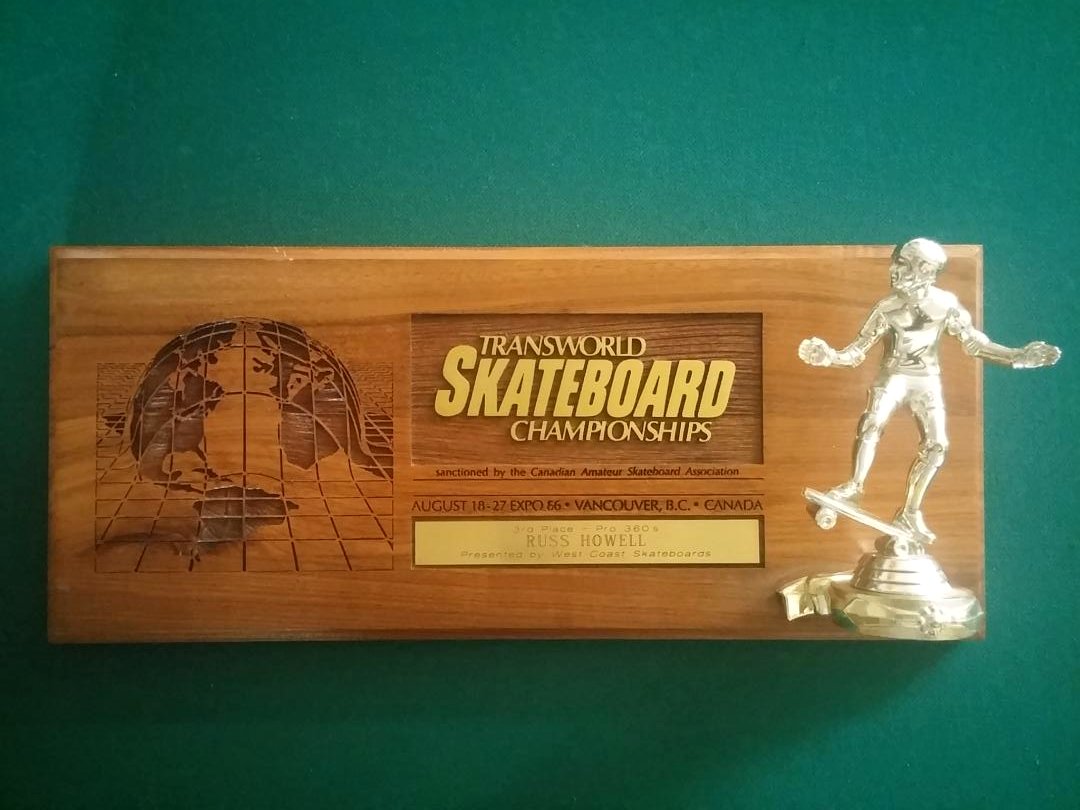 TRANSWORLD
SKATEBOARD
CHAMPIONSHIPS
sanctioned by the Canadian Amateur Skateboard Association
AUGUST 18-27 EXPO 86 • VANCOUVER, B.C. • CANADA
3rd Place - Pro 360s
RUSS HOWELL
Presented by West Coast Skateboards